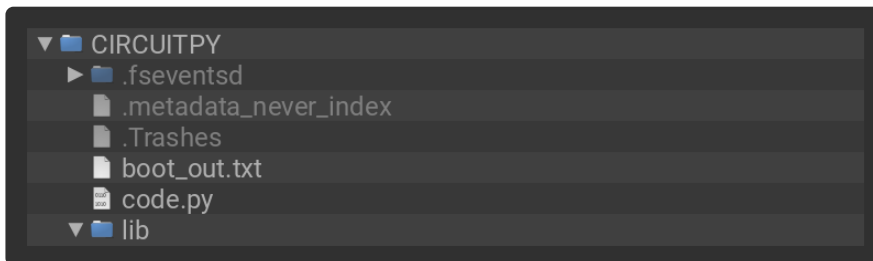 CIRCUITPY
.fseventsd
.metadata_never_index
.Trashes
boot_out.txt
code.py
lib